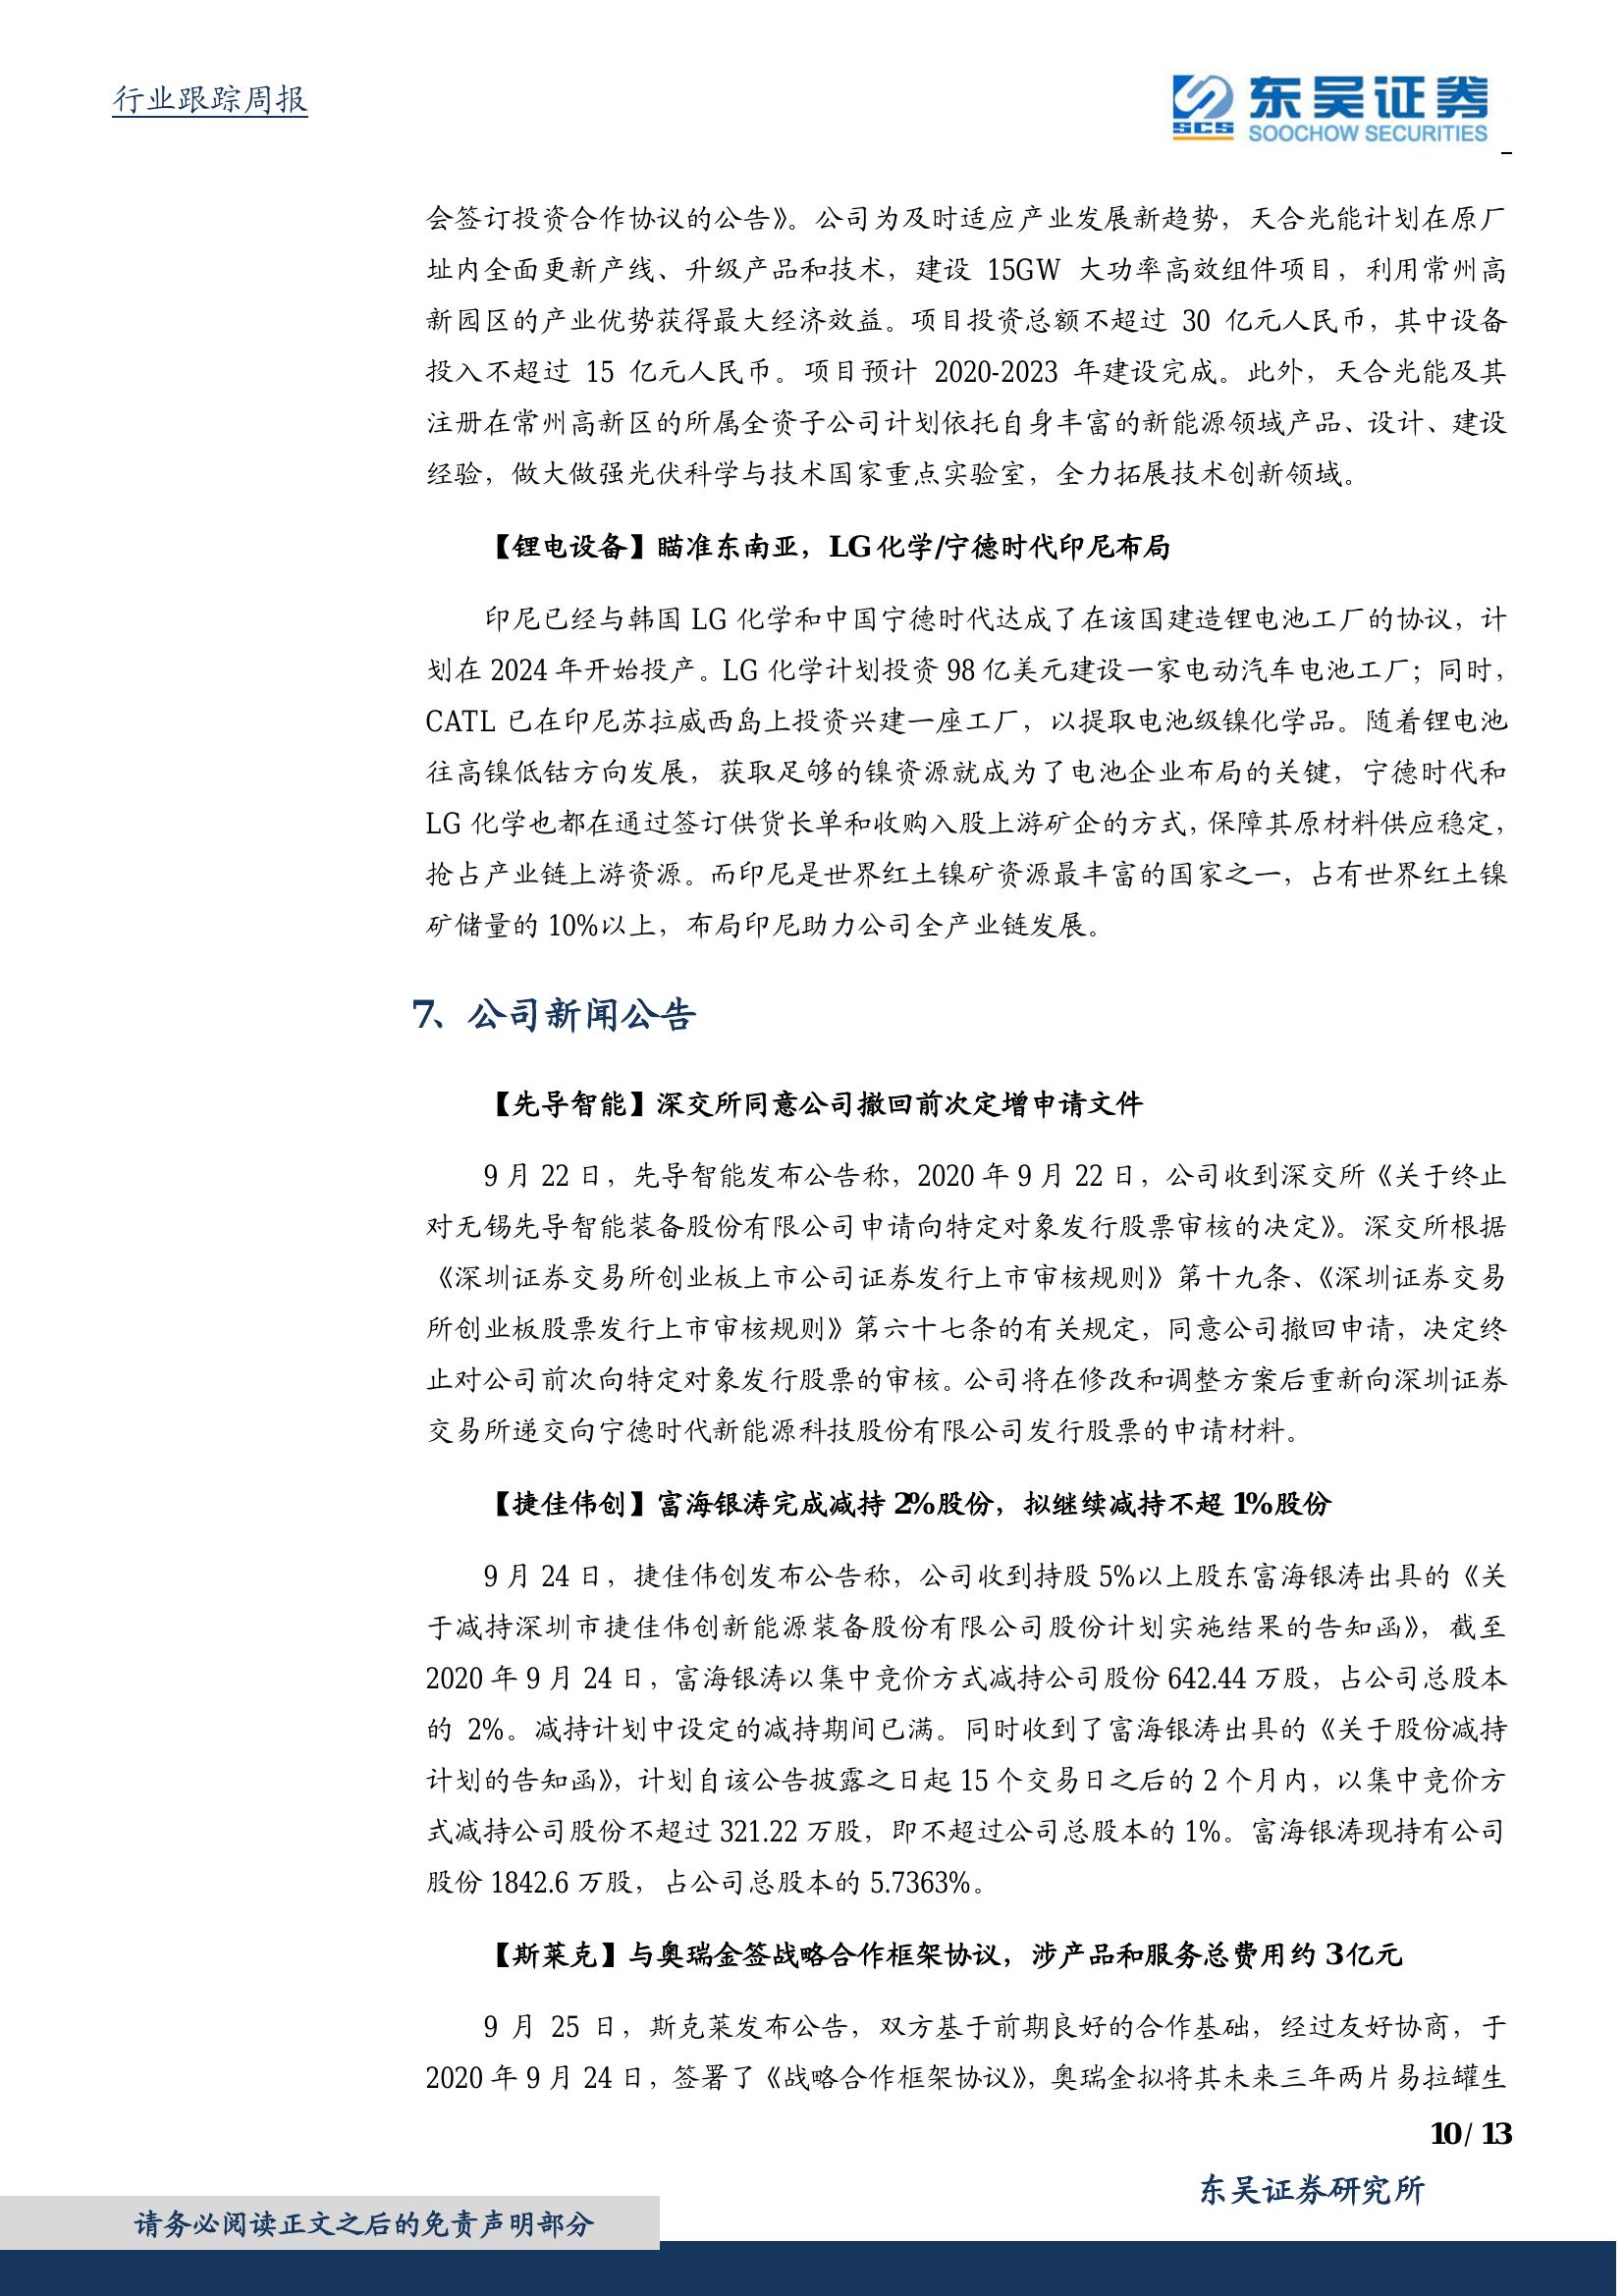 行业跟踪周报
SCS 东吴证券
SOOCHOW SECURITIES
会签订投资合作协议的公告》。公司为及时适应产业发展新趋势，天合光能计划在原厂
址内全面更新产线、升级产品和技术，建设 15GW 大功率高效组件项目，利用常州高
新园区的产业优势获得最大经济效益。项目投资总额不超过 30 亿元人民币，其中设备
投入不超过 15 亿元人民币。项目预计 2020-2023 年建设完成。此外，天合光能及其
注册在常州高新区的所属全资子公司计划依托自身丰富的新能源领域产品、设计、建设
经验，做大做强光伏科学与技术国家重点实验室，全力拓展技术创新领域。
【锂电设备】瞄准东南亚，LG 化学/宁德时代印尼布局
印尼已经与韩国 LG 化学和中国宁德时代达成了在该国建造锂电池工厂的协议，计
划在 2024 年开始投产。LG 化学计划投资 98 亿美元建设一家电动汽车电池工厂；同时，
CATL 已在印尼苏拉威西岛上投资兴建一座工厂，以提取电池级镍化学品。随着锂电池
往高镍低钴方向发展，获取足够的镍资源就成为了电池企业布局的关键，宁德时代和
LG 化学也都在通过签订供货长单和收购入股上游矿企的方式，保障其原材料供应稳定，
抢占产业链上游资源。而印尼是世界红土镍矿资源最丰富的国家之一，占有世界红土镍
矿储量的 10%以上，布局印尼助力公司全产业链发展。
7、公司新闻公告
【先导智能】深交所同意公司撤回前次定增申请文件
9 月 22 日，先导智能发布公告称，2020 年 9 月 22 日，公司收到深交所《关于终止
对无锡先导智能装备股份有限公司申请向特定对象发行股票审核的决定》。深交所根据
《深圳证券交易所创业板上市公司证券发行上市审核规则》第十九条、《深圳证券交易
所创业板股票发行上市审核规则》第六十七条的有关规定，同意公司撤回申请，决定终
止对公司前次向特定对象发行股票的审核。公司将在修改和调整方案后重新向深圳证券
交易所递交向宁德时代新能源科技股份有限公司发行股票的申请材料。
【捷佳伟创】富海银涛完成减持 2%股份，拟继续减持不超 1%股份
9 月 24 日，捷佳伟创发布公告称，公司收到持股 5%以上股东富海银涛出具的《关
于减持深圳市捷佳伟创新能源装备股份有限公司股份计划实施结果的告知函》，截至
2020 年 9 月 24 日，富海银涛以集中竞价方式减持公司股份 642.44 万股，占公司总股本
的 2%。减持计划中设定的减持期间已满。同时收到了富海银涛出具的《关于股份减持
计划的告知函》，计划自该公告披露之日起 15 个交易日之后的 2 个月内，以集中竞价方
式减持公司股份不超过 321.22 万股，即不超过公司总股本的 1%。富海银涛现持有公司
股份 1842.6 万股，占公司总股本的 5.7363%。
【斯莱克】与奥瑞金签战略合作框架协议，涉产品和服务总费用约 3 亿元
9 月 25 日，斯克莱发布公告，双方基于前期良好的合作基础，经过友好协商，于
2020 年 9 月 24 日，签署了《战略合作框架协议》，奥瑞金拟将其未来三年两片易拉罐生
10 / 13
东吴证券研究所
请务必阅读正文之后的免责声明部分